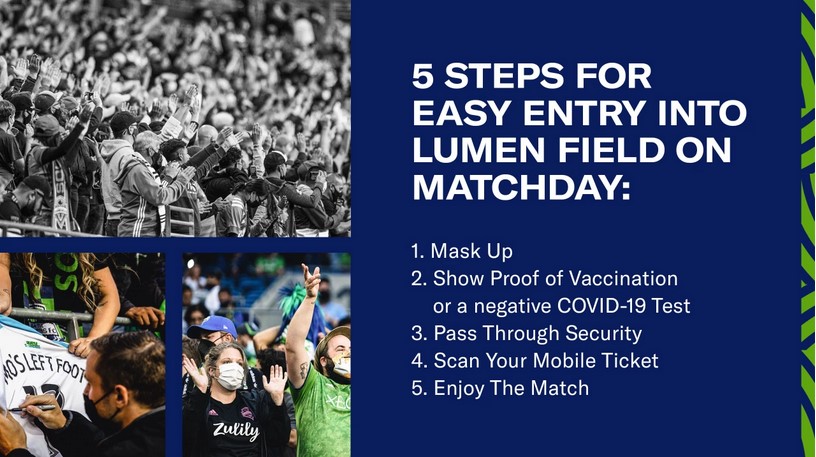 5 STEPS FOR
EASY ENTRY INTO
LUMEN FIELD ON
MATCHDAY:
1. Mask Up
2. Show Proof of Vaccination
or a negative COVID-19 Test
3. Pass Through Security
4. Scan Your Mobile Ticket
5. Enjoy The Match
MO'S LEFT FOOT
Zulily